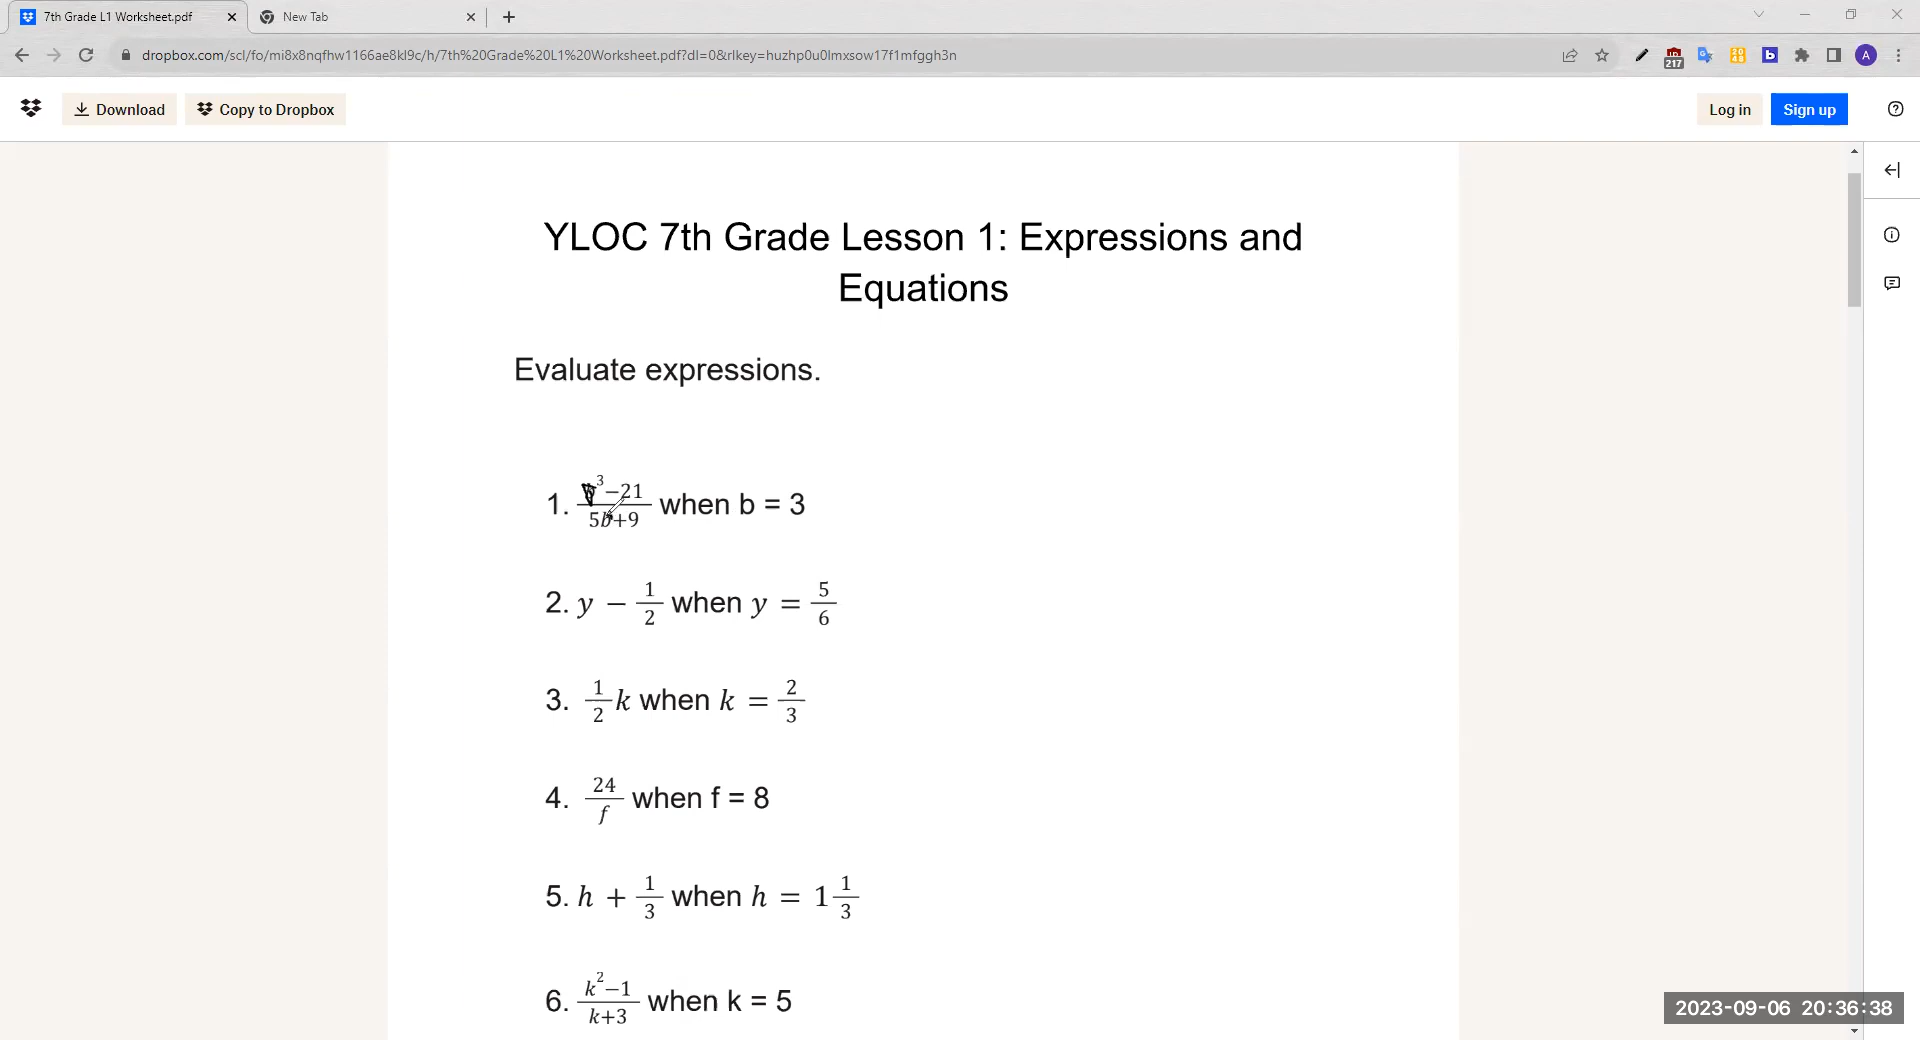 7th Grade L1 Worksheet.pdf
New Tab
dropbox.com/scl/fo/mi8x8nqfhw1166ae8kl9c/h/7th%20Grade%20L1%20Worksheet.pdf?dl=0&rlkey=huzhp0u0lmxsow17f1mfggh3n
217
A
Download
Copy to Dropbox
Log in
Sign up
YLOC 7th Grade Lesson 1: Expressions and
Equations
Evaluate expressions.
1. b³−21 / 5b+9 when b = 3
2. y − 1/2 when y = 5/6
3. 1/2 k when k = 2/3
4. 24/f when f = 8
5. h + 1/3 when h = 1 1/3
6. k²−1 / k+3 when k = 5
2023-09-06 20:36:38